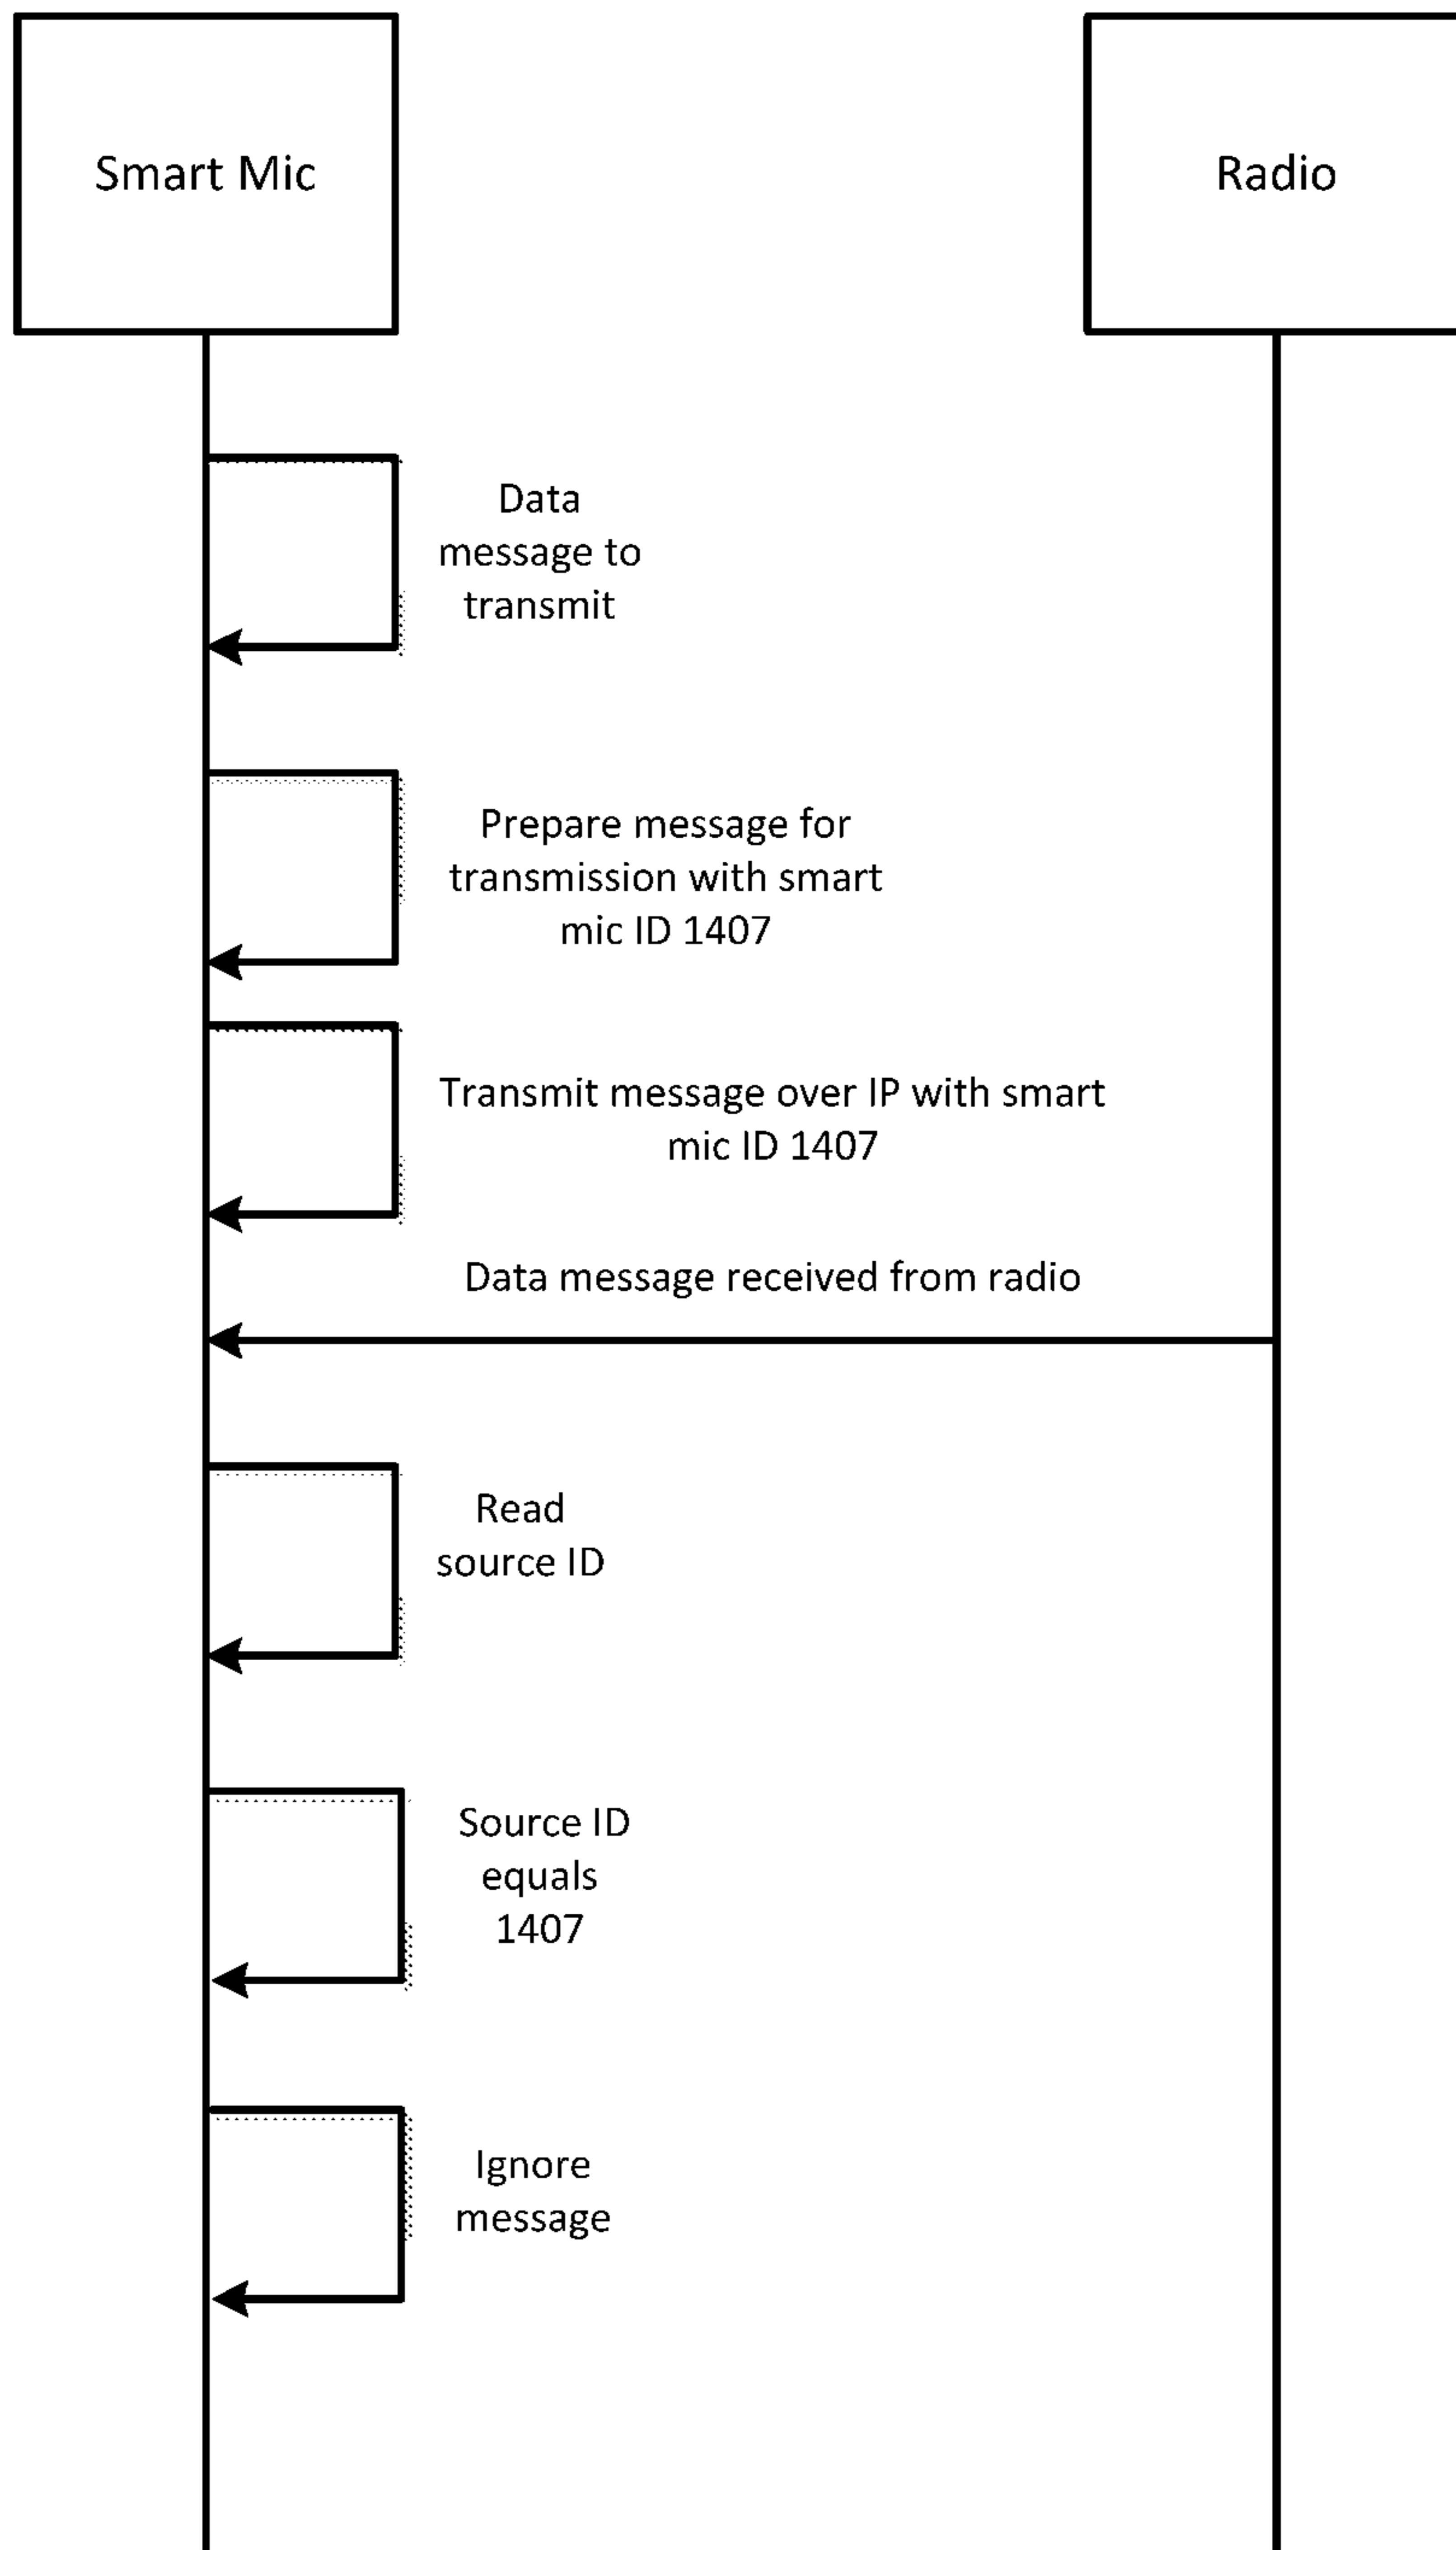 Smart Mic
Radio
Data
message to
transmit
Prepare message for
transmission with smart
mic ID 1407
Transmit message over IP with smart
mic ID 1407
Data message received from radio
Read
source ID
Source ID
equals
1407
Ignore
message